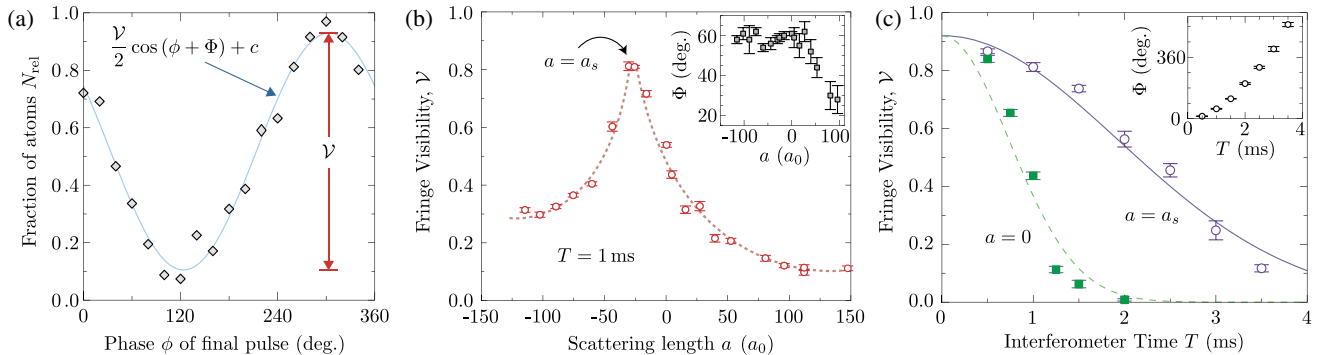 (a)
1.0
0.8
0.6
0.4
0.2
0.0
Fraction of atoms N_rel
𝒱/2 cos (ϕ + Φ) + c
𝒱
0
120
240
360
Phase ϕ of final pulse (deg.)
(b)
1.0
0.8
0.6
0.4
0.2
0.0
Fringe Visibility, 𝒱
a = a_s
T = 1 ms
-150
-100
-50
0
50
100
150
Scattering length a (a_0)
60
40
20
Φ (deg.)
-100
0
100
a (a_0)
(c)
1.0
0.8
0.6
0.4
0.2
0.0
Fringe Visibility, 𝒱
a = 0
a = a_s
0
1
2
3
4
Interferometer Time T (ms)
360
0
Φ (deg.)
0
2
4
T (ms)